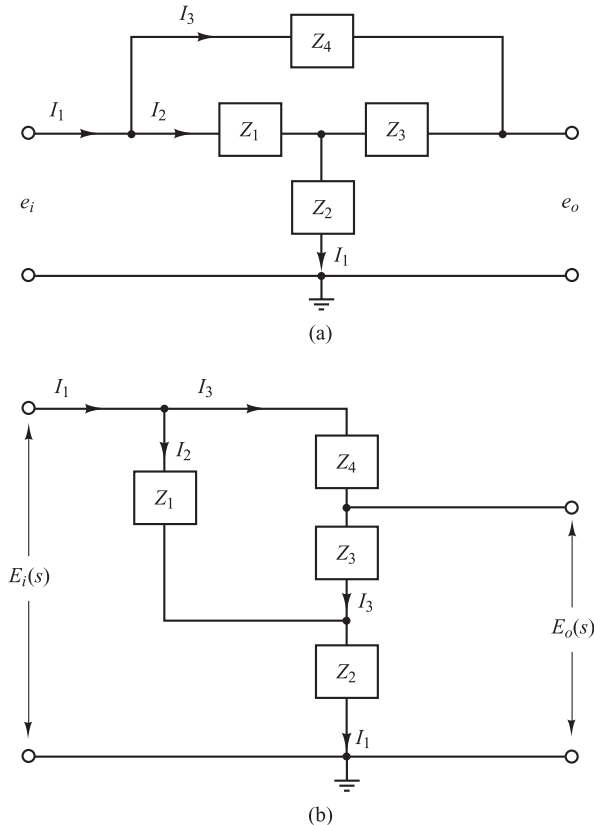 I₃
Z₄
I₁ I₂ Z₁ Z₃
eᵢ Z₂ eₒ
I₁
(a)
I₁ I₃
I₂ Z₄
Z₁
Z₃
Eᵢ(s) I₃ Eₒ(s)
Z₂
I₁
(b)